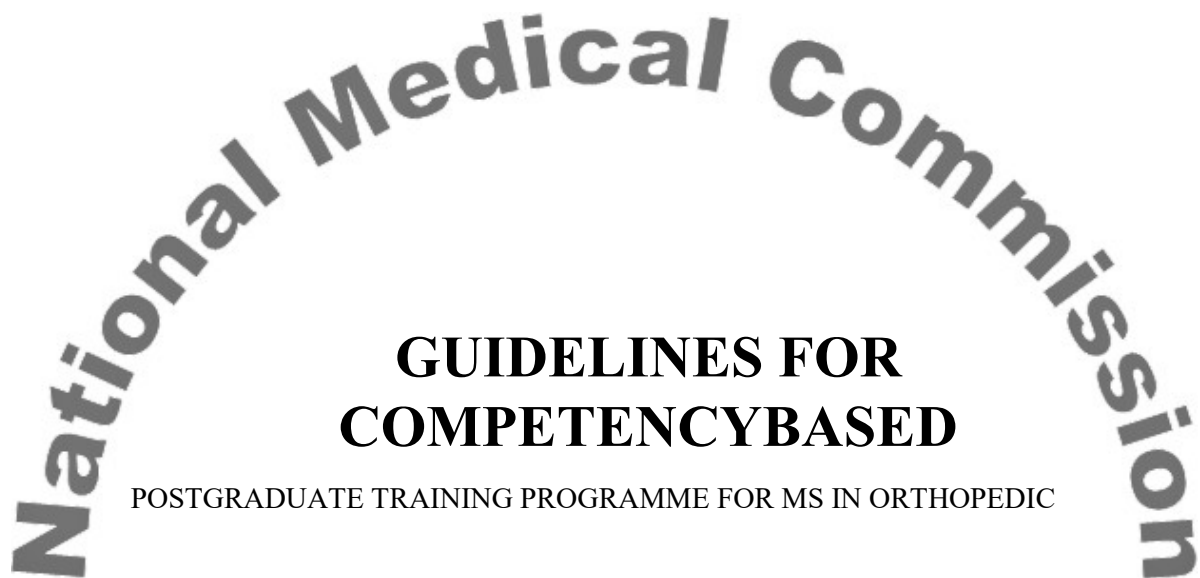 National Medical Commission
GUIDELINES FOR
COMPETENCYBASED
POSTGRADUATE TRAINING PROGRAMME FOR MS IN ORTHOPEDIC